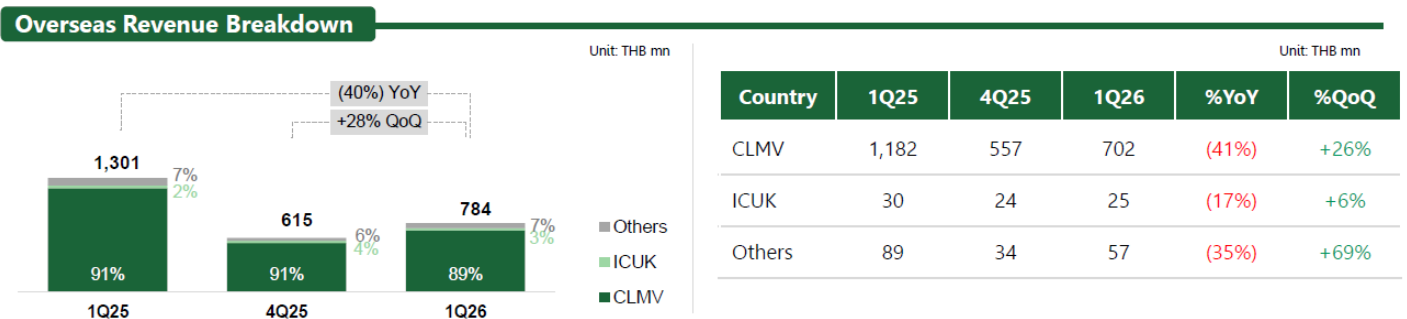 Overseas Revenue Breakdown
Unit: THB mn
(40%) YoY
+28% QoQ
1,301
7%
2%
91%
615
6%
4%
91%
784
7%
3%
89%
1Q25 4Q25 1Q26
Others
ICUK
CLMV
Unit: THB mn
Country 1Q25 4Q25 1Q26 %YoY %QoQ
CLMV 1,182 557 702 (41%) +26%
ICUK 30 24 25 (17%) +6%
Others 89 34 57 (35%) +69%